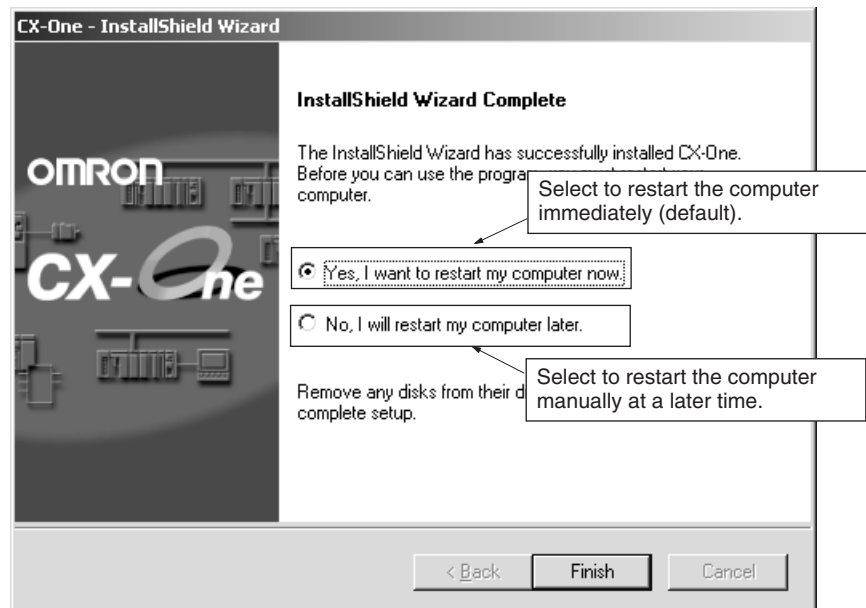 CX-One - InstallShield Wizard
OMRON
CX-One
InstallShield Wizard Complete
The InstallShield Wizard has successfully installed CX-One.
Before you can use the program,
computer.
Select to restart the computer
immediately (default).
Yes, I want to restart my computer now.
No, I will restart my computer later.
Select to restart the computer
manually at a later time.
Remove any disks from their
complete setup.
< Back
Finish
Cancel